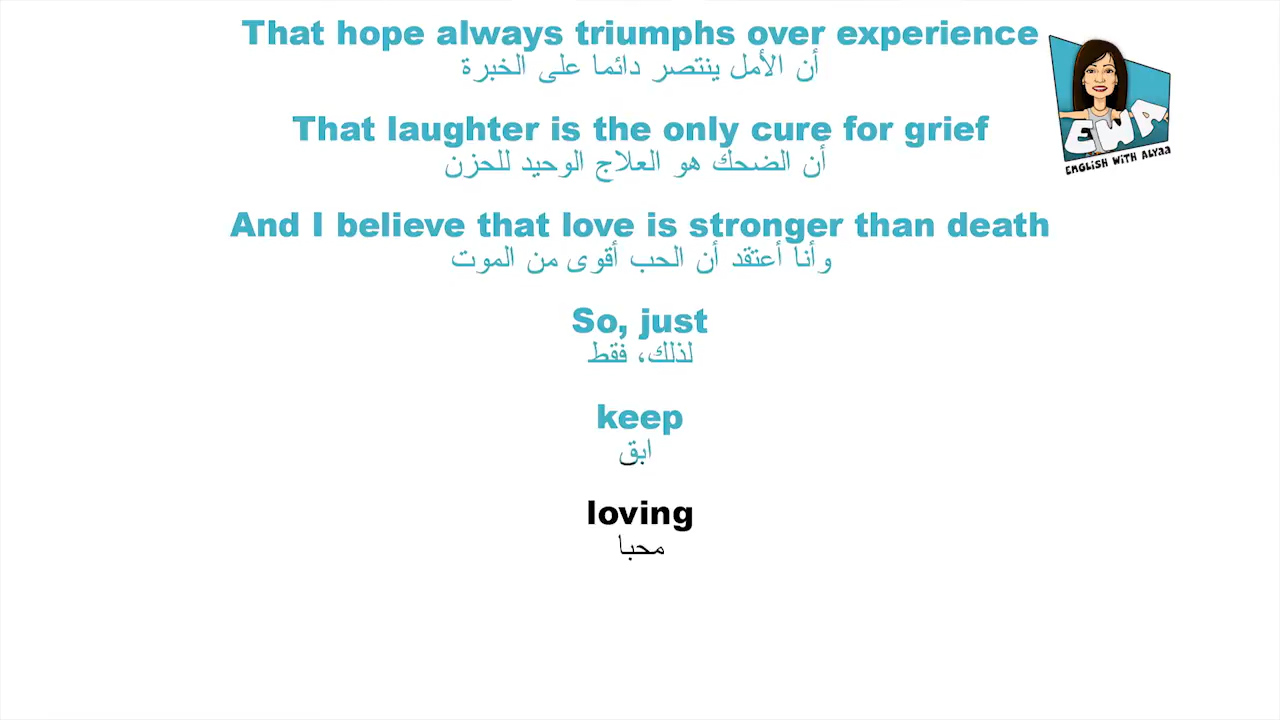 That hope always triumphs over experience
أن الأمل ينتصر دائما على الخبرة
That laughter is the only cure for grief
أن الضحك هو العلاج الوحيد للحزن
And I believe that love is stronger than death
وأنا أعتقد أن الحب أقوى من الموت
So, just
لذلك، فقط
keep
ابق
loving
محبا
EWA
ENGLISH WITH ALYAA